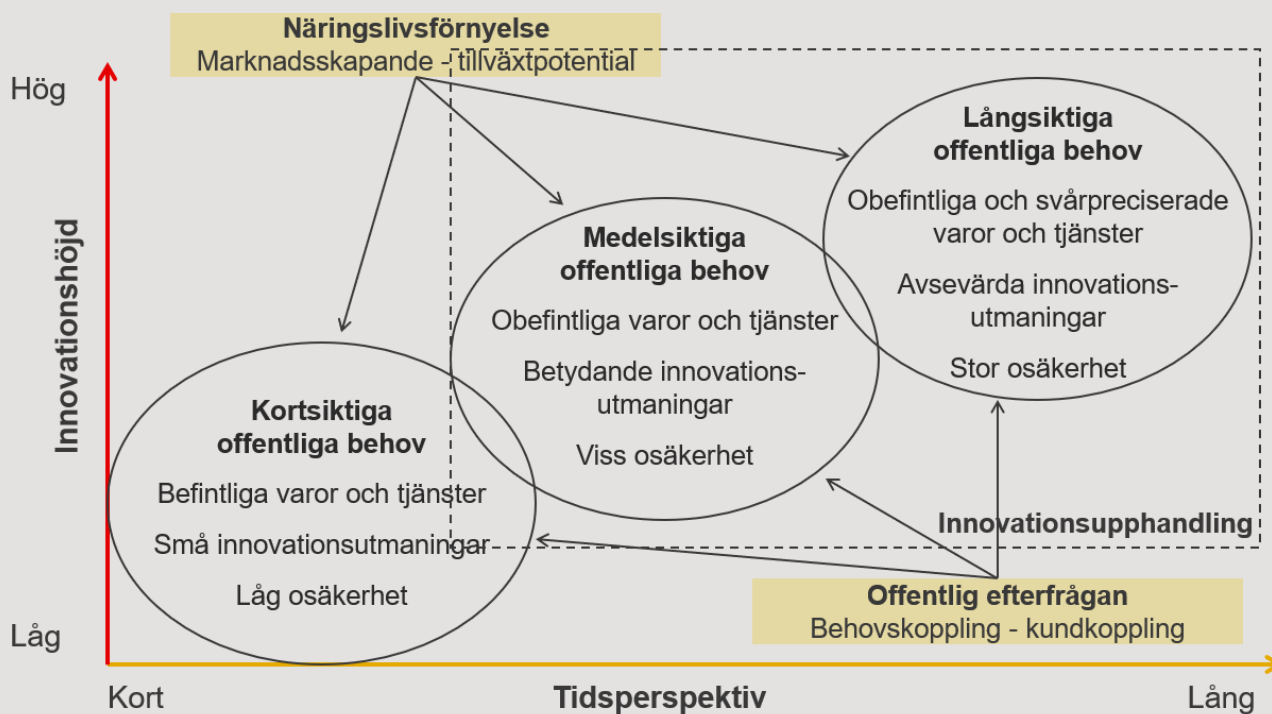 Näringslivsförnyelse
Marknadsskapande - tillväxtpotential
Hög
Innovationshöjd
Låg
Långsiktiga
offentliga behov
Obefintliga och svårpreciserade
varor och tjänster
Avsevärda innovations-
utmaningar
Stor osäkerhet
Medelsiktiga
offentliga behov
Obefintliga varor och tjänster
Betydande innovations-
utmaningar
Viss osäkerhet
Kortsiktiga
offentliga behov
Befintliga varor och tjänster
Små innovationsutmaningar
Låg osäkerhet
Innovationsupphandling
Offentlig efterfrågan
Behovskoppling - kundkoppling
Kort
Tidsperspektiv
Lång